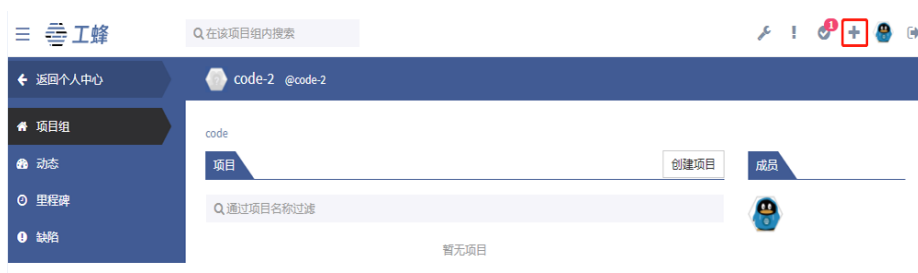 工蜂
在该项目组内搜索
1
返回个人中心
code-2 @code-2
项目组
code
动态
项目
创建项目
成员
里程碑
通过项目名称过滤
缺陷
暂无项目